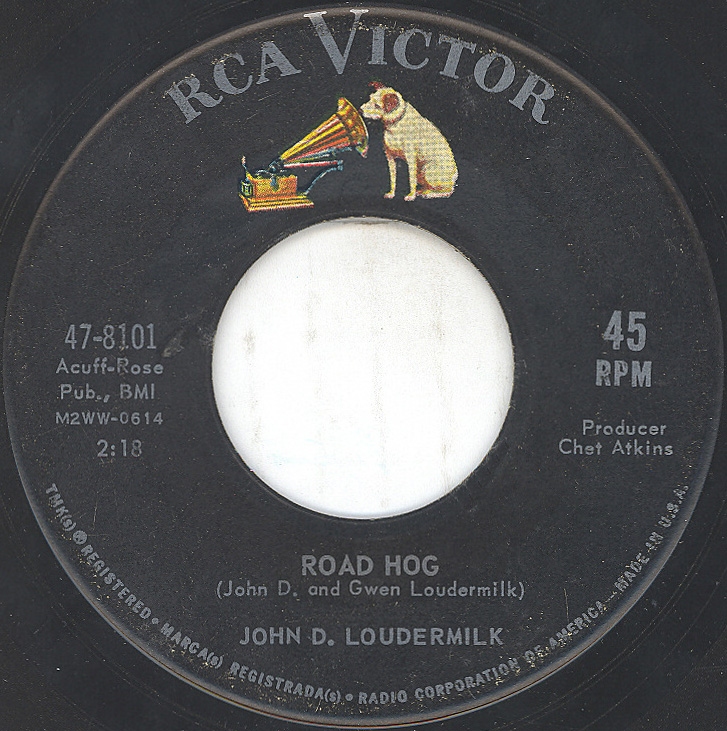 RCA VICTOR
47-8101
Acuff-Rose
Pub., BMI
M2WW-0614
2:18
45
RPM
Producer
Chet Atkins
ROAD HOG
(John D. and Gwen Loudermilk)
JOHN D. LOUDERMILK
TMK(s) ® REGISTERED • MARCA(s) REGISTRADA(s) • RADIO CORPORATION OF AMERICA—MADE IN U.S.A.